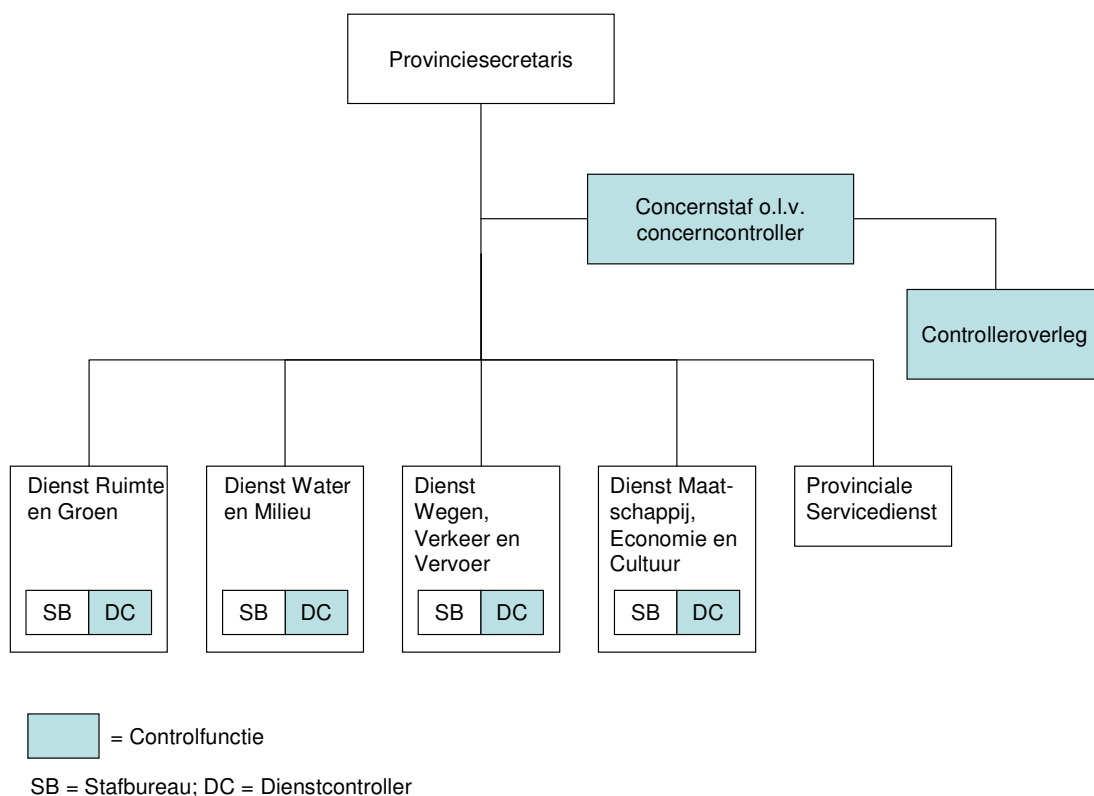 Provinciesecretaris
Concernstaf o.l.v.
concerncontroller
Controlleroverleg
Dienst Ruimte
en Groen
SB DC
Dienst Water
en Milieu
SB DC
Dienst
Wegen,
Verkeer en
Vervoer
SB DC
Dienst Maat-
schappij,
Economie en
Cultuur
SB DC
Provinciale
Servicedienst
= Controlfunctie
SB = Stafbureau; DC = Dienstcontroller